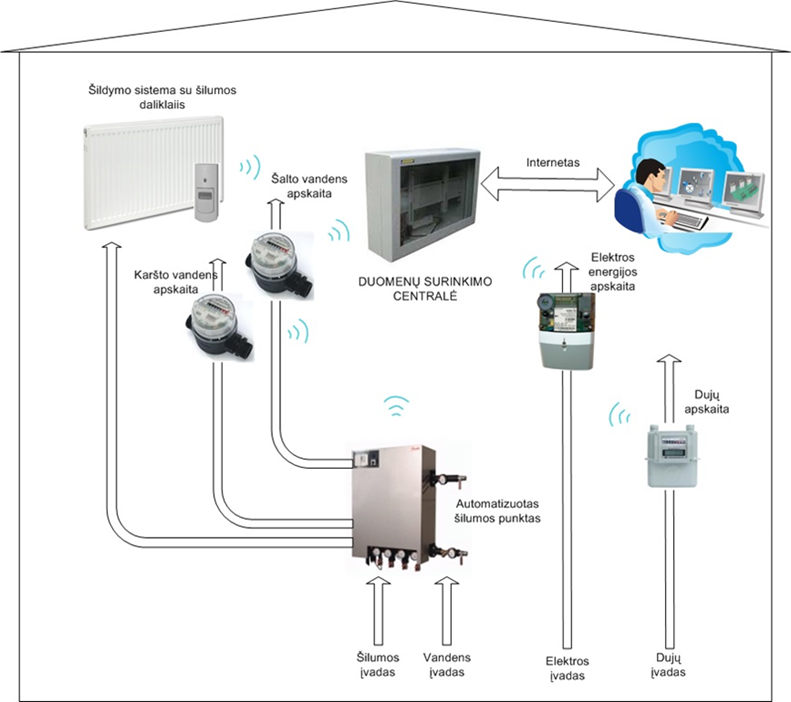 Šildymo sistema su šilumos
daliklaiis
Šalto vandens
apskaita
Internetas
Karšto vandens
apskaita
DUOMENŲ SURINKIMO
CENTRALĖ
Elektros
energijos
apskaita
Dujų
apskaita
Automatizuotas
šilumos punktas
Šilumos
įvadas
Vandens
įvadas
Elektros
įvadas
Dujų
įvadas